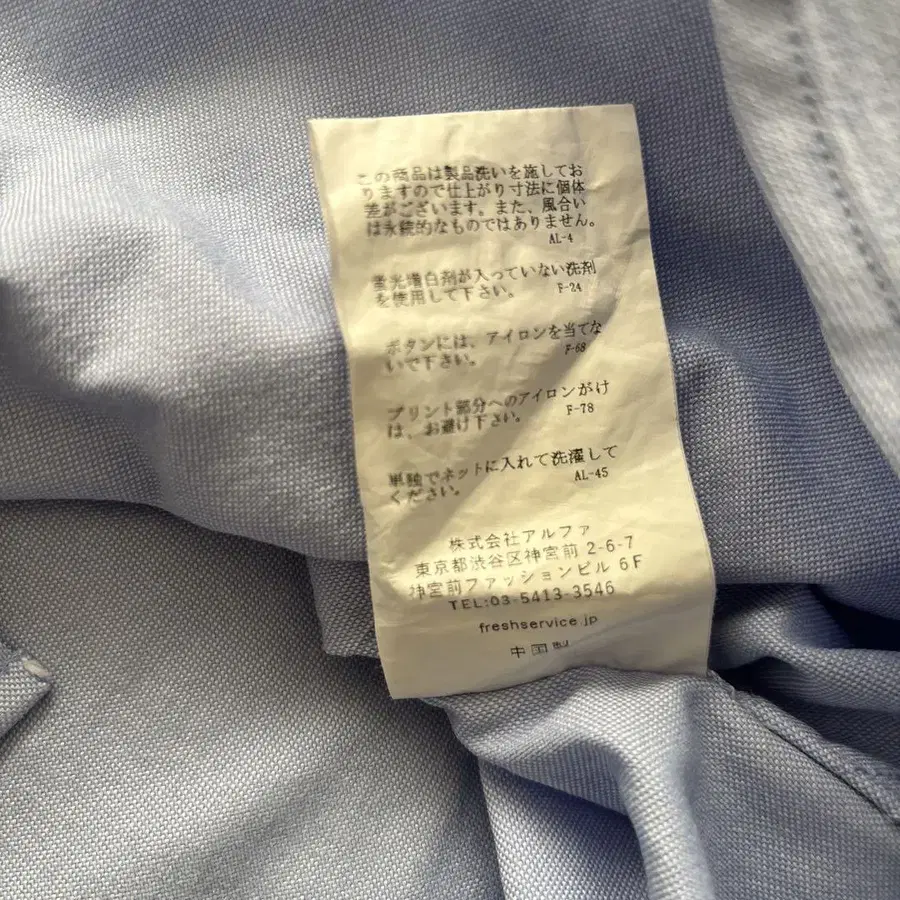 この商品は製品洗いを施してお
りますので仕上がり寸法に個体
差がございます。また、風合い
は永続的なものではありません。
AL-4
蛍光増白剤が入っていない洗剤
を使用して下さい。 F-24
ボタンには、アイロンを当てな
いで下さい。 F-68
プリント部分へのアイロンがけ
は、お避け下さい。 F-78
単独でネットに入れて洗濯して
ください。 AL-45
株式会社アルファ
東京都渋谷区神宮前 2-6-7
神宮前ファッションビル 6F
TEL:03-5413-3546
freshservice.jp
中国製